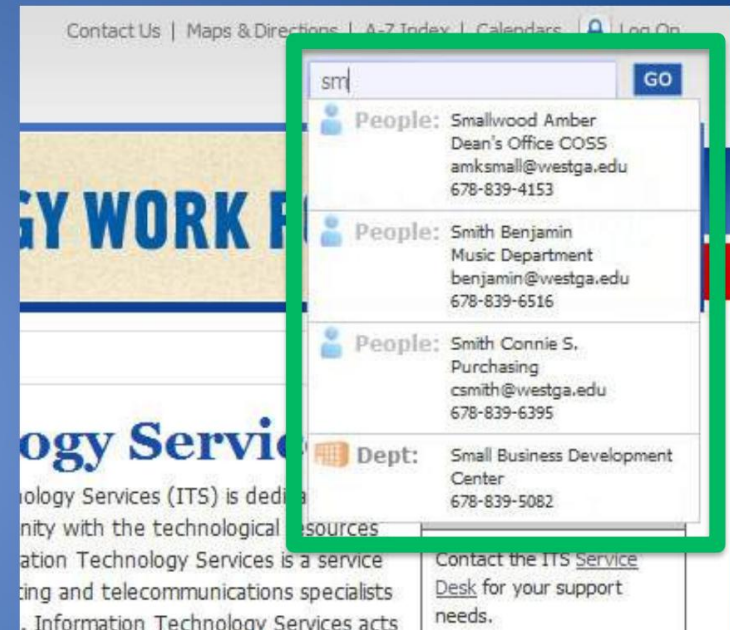 Contact Us | Maps & Directions | A-Z Index | Calendars Log On
sm GO
People: Smallwood Amber
Dean's Office COSS
amksmall@westga.edu
678-839-4153
GY WORK
People: Smith Benjamin
Music Department
benjamin@westga.edu
678-839-6516
People: Smith Connie S.
Purchasing
csmith@westga.edu
678-839-6395
Dept: Small Business Development
Center
678-839-5082
ogy Servi
ology Services (ITS) is dedi
nity with the technological resources
ation Technology Services is a service
ting and telecommunications specialists
. Information Technology Services acts
Contact the ITS Service
Desk for your support
needs.